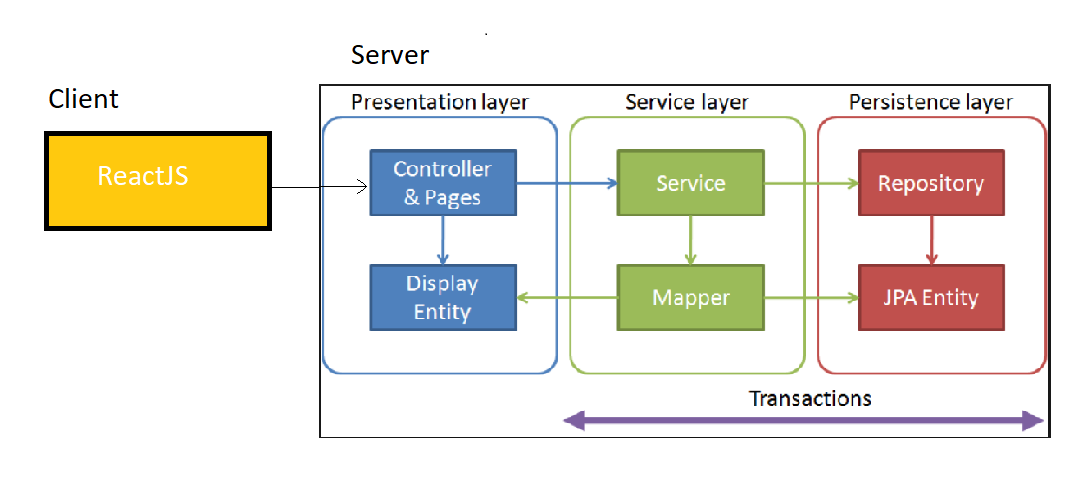 Server
Client
Presentation layer
Service layer
Persistence layer
ReactJS
Controller
& Pages
Service
Repository
Display
Entity
Mapper
JPA Entity
Transactions